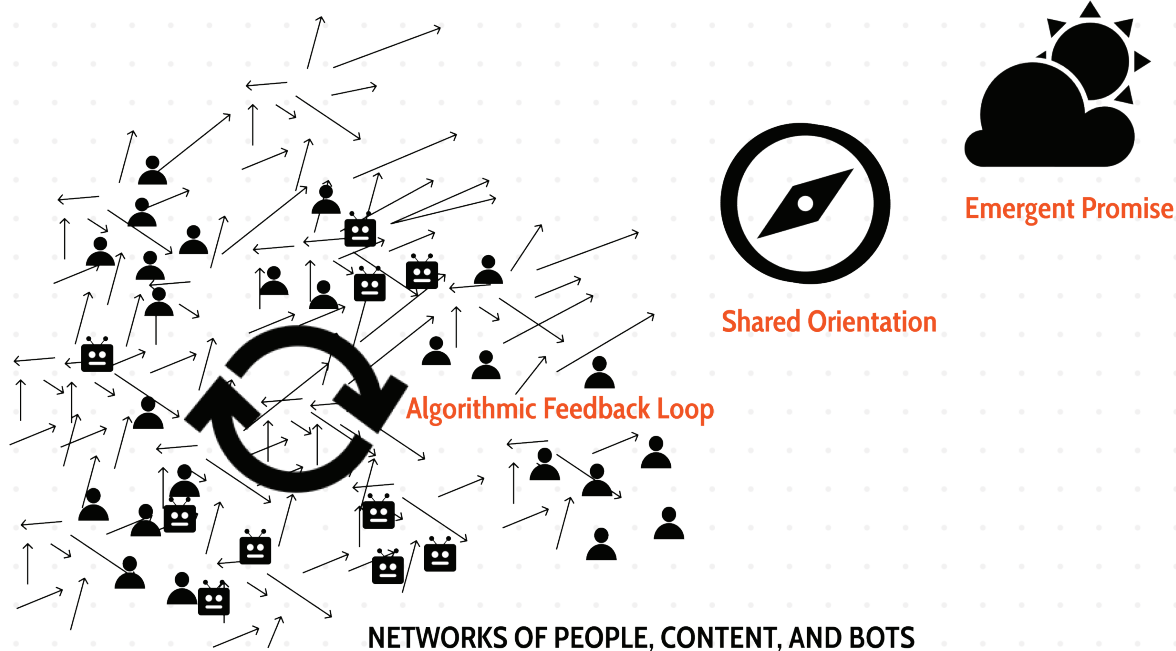 Emergent Promise
Shared Orientation
Algorithmic Feedback Loop
NETWORKS OF PEOPLE, CONTENT, AND BOTS